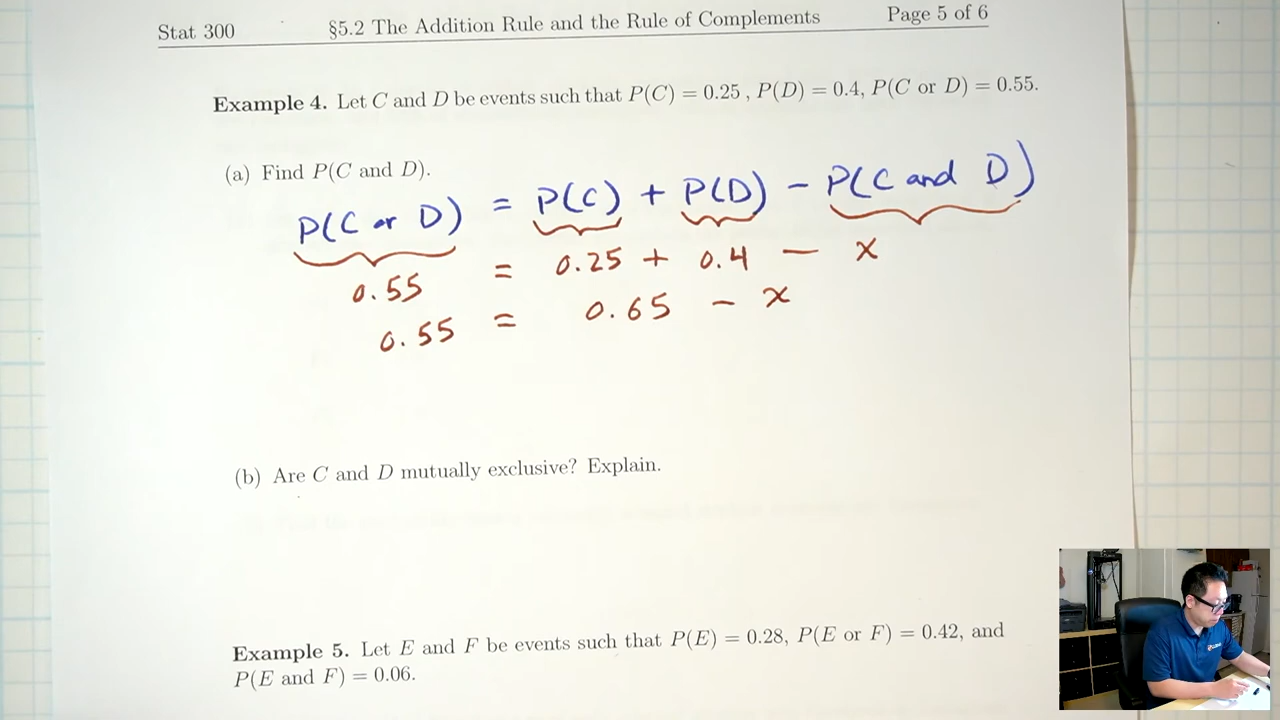 Stat 300 §5.2 The Addition Rule and the Rule of Complements Page 5 of 6
Example 4. Let C and D be events such that P(C) = 0.25 , P(D) = 0.4, P(C or D) = 0.55.
(a) Find P(C and D).
P(C or D) = P(C) + P(D) − P(C and D)
0.55 = 0.25 + 0.4 − x
0.55 = 0.65 − x
(b) Are C and D mutually exclusive? Explain.
Example 5. Let E and F be events such that P(E) = 0.28, P(E or F) = 0.42, and
P(E and F) = 0.06.